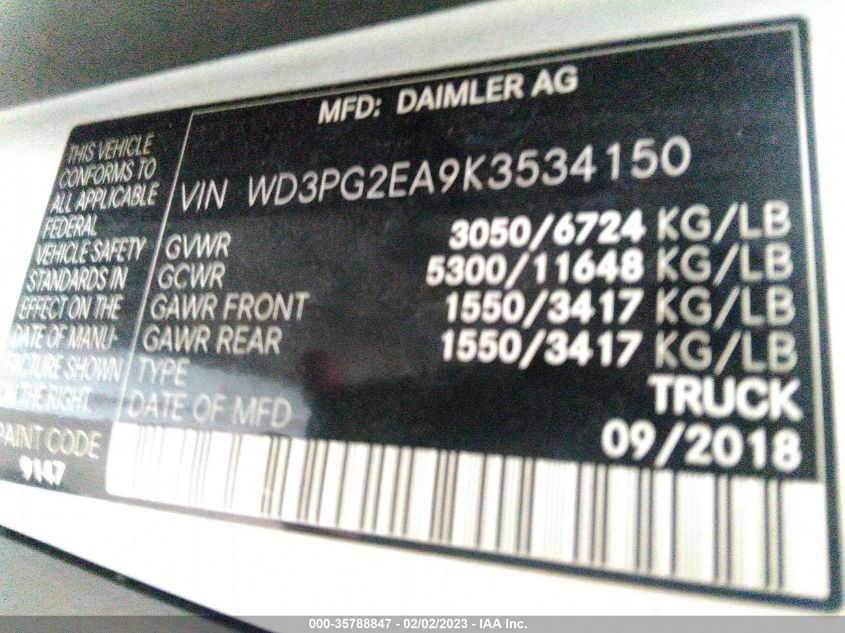 MFD: DAIMLER AG
THIS VEHICLE
CONFORMS TO
ALL APPLICABLE
FEDERAL
VEHICLE SAFETY
STANDARDS IN
EFFECT ON THE
DATE OF MANU-
FACTURE SHOWN
ON THE RIGHT
PAINT CODE
9147
VIN WD3PG2EA9K3534150
GVWR 3050/6724 KG/LB
GCWR 5300/11648 KG/LB
GAWR FRONT 1550/3417 KG/LB
GAWR REAR 1550/3417 KG/LB
TYPE TRUCK
DATE OF MFD 09/2018
000-35788847 - 02/02/2023 - IAA Inc.